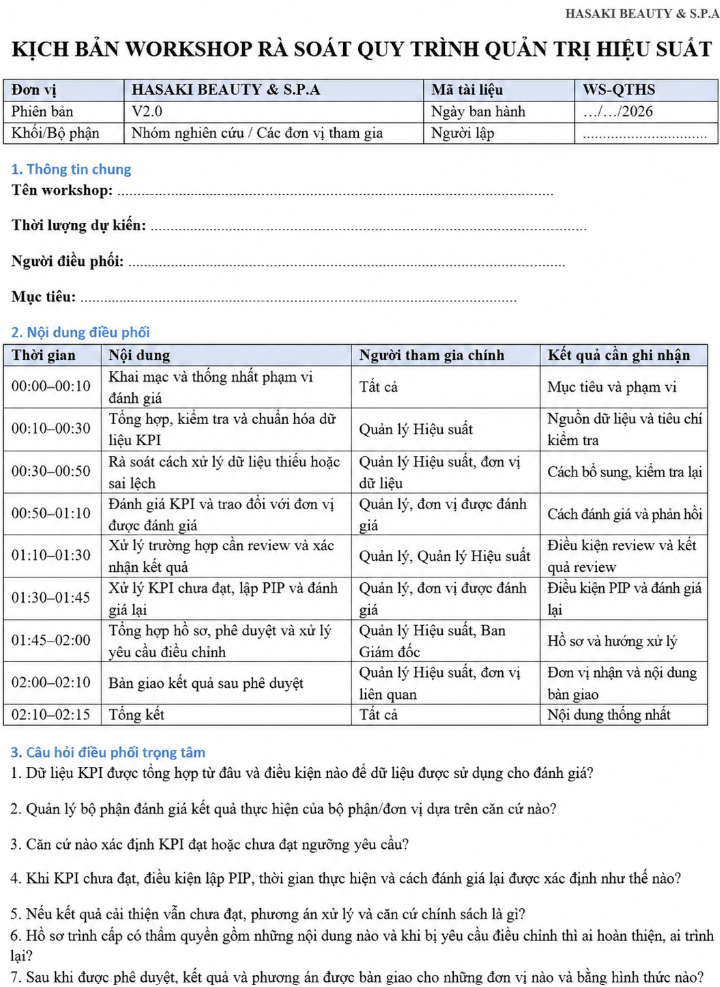 HASAKI BEAUTY & S.P.A
KỊCH BẢN WORKSHOP RÀ SOÁT QUY TRÌNH QUẢN TRỊ HIỆU SUẤT
Đơn vị HASAKI BEAUTY & S.P.A Mã tài liệu WS-QTHS
Phiên bản V2.0 Ngày ban hành …/…/2026
Khối/Bộ phận Nhóm nghiên cứu / Các đơn vị tham gia Người lập ................................
1. Thông tin chung
Tên workshop: ................................................................
Thời lượng dự kiến: ................................................................
Người điều phối: ................................................................
Mục tiêu: ................................................................
2. Nội dung điều phối
Thời gian Nội dung Người tham gia chính Kết quả cần ghi nhận
00:00–00:10 Khai mạc và thống nhất phạm vi
đánh giá Tất cả Mục tiêu và phạm vi
00:10–00:30 Tổng hợp, kiểm tra và chuẩn hóa dữ
liệu KPI Quản lý Hiệu suất Nguồn dữ liệu và tiêu chí
kiểm tra
00:30–00:50 Rà soát cách xử lý dữ liệu thiếu hoặc
sai lệch Quản lý Hiệu suất, đơn vị
dữ liệu Cách bổ sung, kiểm tra lại
00:50–01:10 Đánh giá KPI và trao đổi với đơn vị
được đánh giá Quản lý, đơn vị được đánh
giá Cách đánh giá và phản hồi
01:10–01:30 Xử lý trường hợp cần review và xác
nhận kết quả Quản lý, Quản lý Hiệu suất Điều kiện review và kết
quả review
01:30–01:45 Xử lý KPI chưa đạt, lập PIP và đánh
giá lại Quản lý, đơn vị được đánh
giá Điều kiện PIP và đánh giá
lại
01:45–02:00 Tổng hợp hồ sơ, phê duyệt và xử lý
yêu cầu điều chỉnh Quản lý Hiệu suất, Ban
Giám đốc Hồ sơ và hướng xử lý
02:00–02:10 Bàn giao kết quả sau phê duyệt Quản lý Hiệu suất, đơn vị
liên quan Đơn vị nhận và nội dung
bàn giao
02:10–02:15 Tổng kết Tất cả Nội dung thống nhất
3. Câu hỏi điều phối trọng tâm
1. Dữ liệu KPI được tổng hợp từ đâu và điều kiện nào để dữ liệu được sử dụng cho đánh giá?
2. Quản lý bộ phận đánh giá kết quả thực hiện của bộ phận/đơn vị dựa trên căn cứ nào?
3. Căn cứ nào xác định KPI đạt hoặc chưa đạt ngưỡng yêu cầu?
4. Khi KPI chưa đạt, điều kiện lập PIP, thời gian thực hiện và cách đánh giá lại được xác định như thế nào?
5. Nếu kết quả cải thiện vẫn chưa đạt, phương án xử lý và căn cứ chính sách là gì?
6. Hồ sơ trình cấp có thẩm quyền gồm những nội dung nào và khi bị yêu cầu điều chỉnh thì ai hoàn thiện, ai trình
lại?
7. Sau khi được phê duyệt, kết quả và phương án được bàn giao cho những đơn vị nào và bằng hình thức nào?